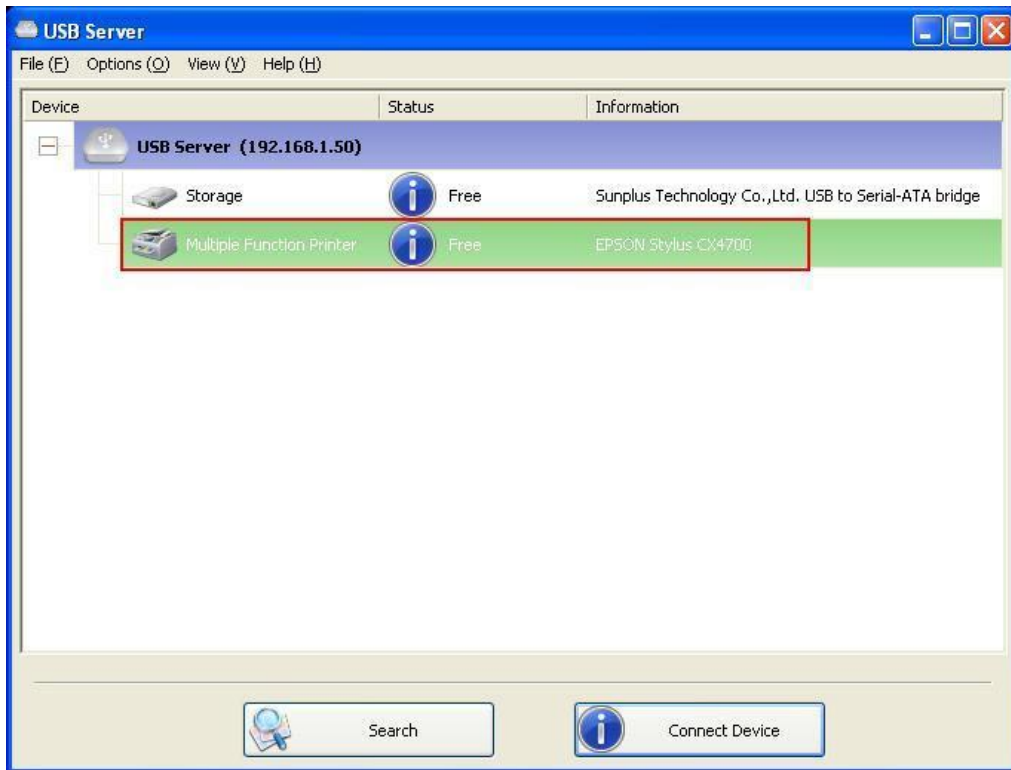 USB Server
File (F) Options (O) View (V) Help (H)
Device Status Information
USB Server (192.168.1.50)
Storage Free Sunplus Technology Co.,Ltd. USB to Serial-ATA bridge
Multiple Function Printer Free EPSON Stylus CX4700
Search Connect Device